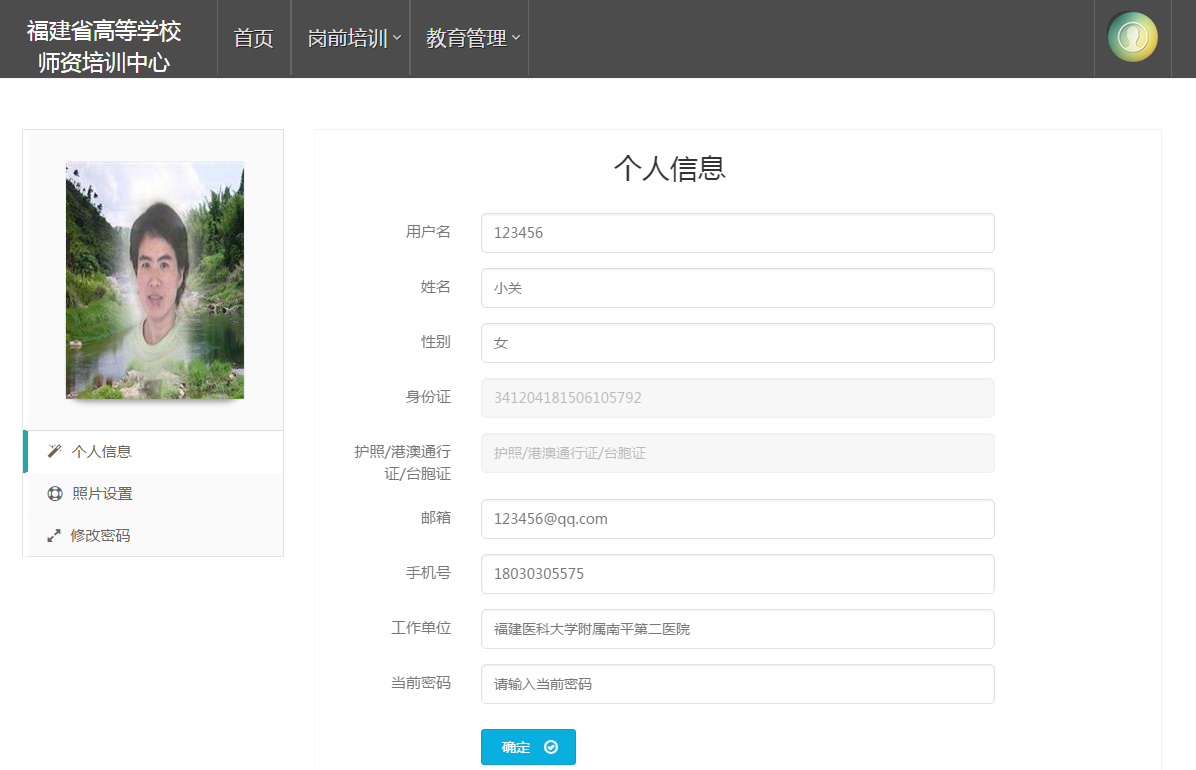 福建省高等学校
师资培训中心
首页
岗前培训
教育管理
个人信息
照片设置
修改密码
个人信息
用户名
123456
姓名
小关
性别
女
身份证
341204181506105792
护照/港澳通行
证/台胞证
护照/港澳通行证/台胞证
邮箱
123456@qq.com
手机号
18030305575
工作单位
福建医科大学附属南平第二医院
当前密码
请输入当前密码
确定